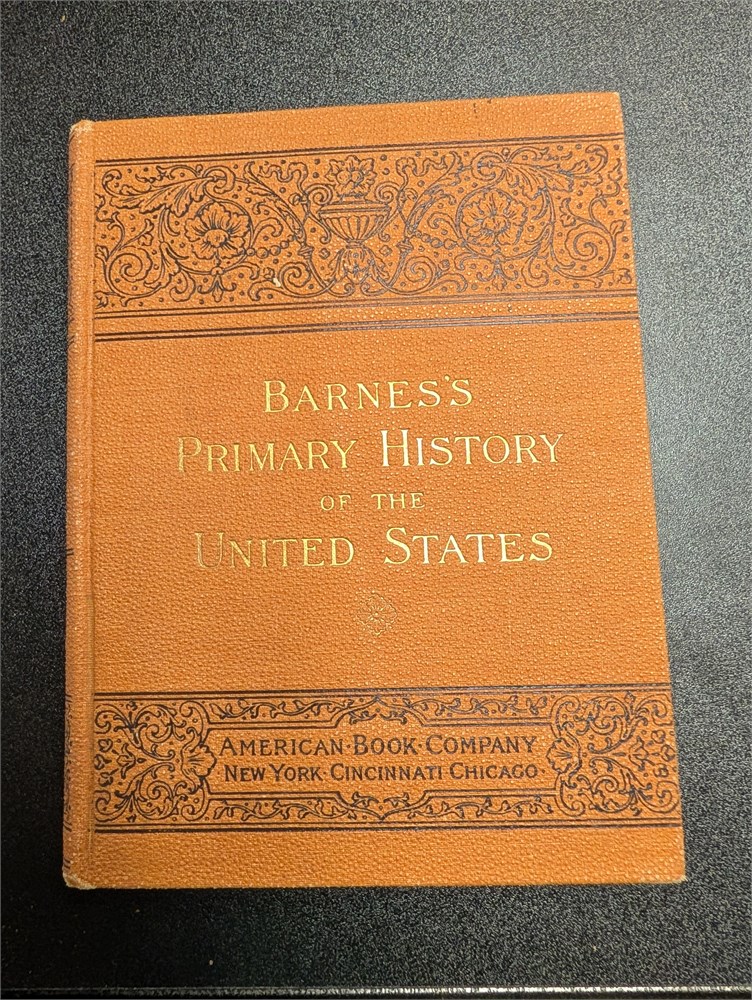 BARNES'S
PRIMARY HISTORY
OF THE
UNITED STATES
AMERICAN·BOOK·COMPANY
NEW YORK·CINCINNATI·CHICAGO·